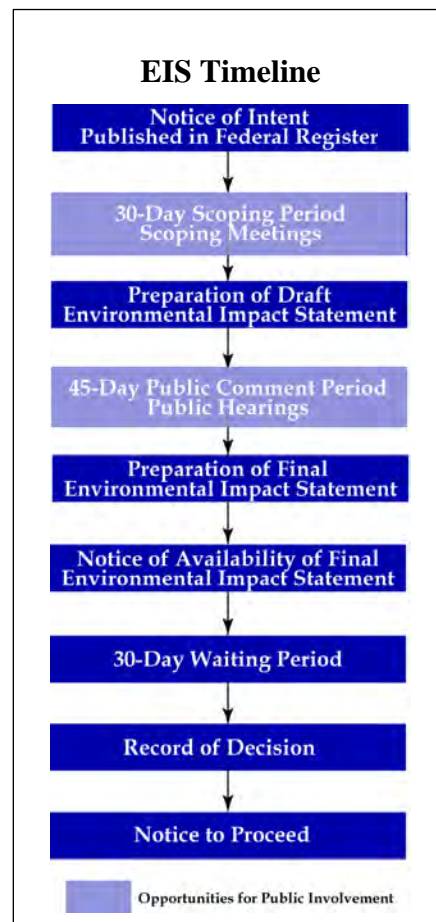 EIS Timeline
Notice of Intent
Published in Federal Register
30-Day Scoping Period
Scoping Meetings
Preparation of Draft
Environmental Impact Statement
45-Day Public Comment Period
Public Hearings
Preparation of Final
Environmental Impact Statement
Notice of Availability of Final
Environmental Impact Statement
30-Day Waiting Period
Record of Decision
Notice to Proceed
Opportunities for Public Involvement